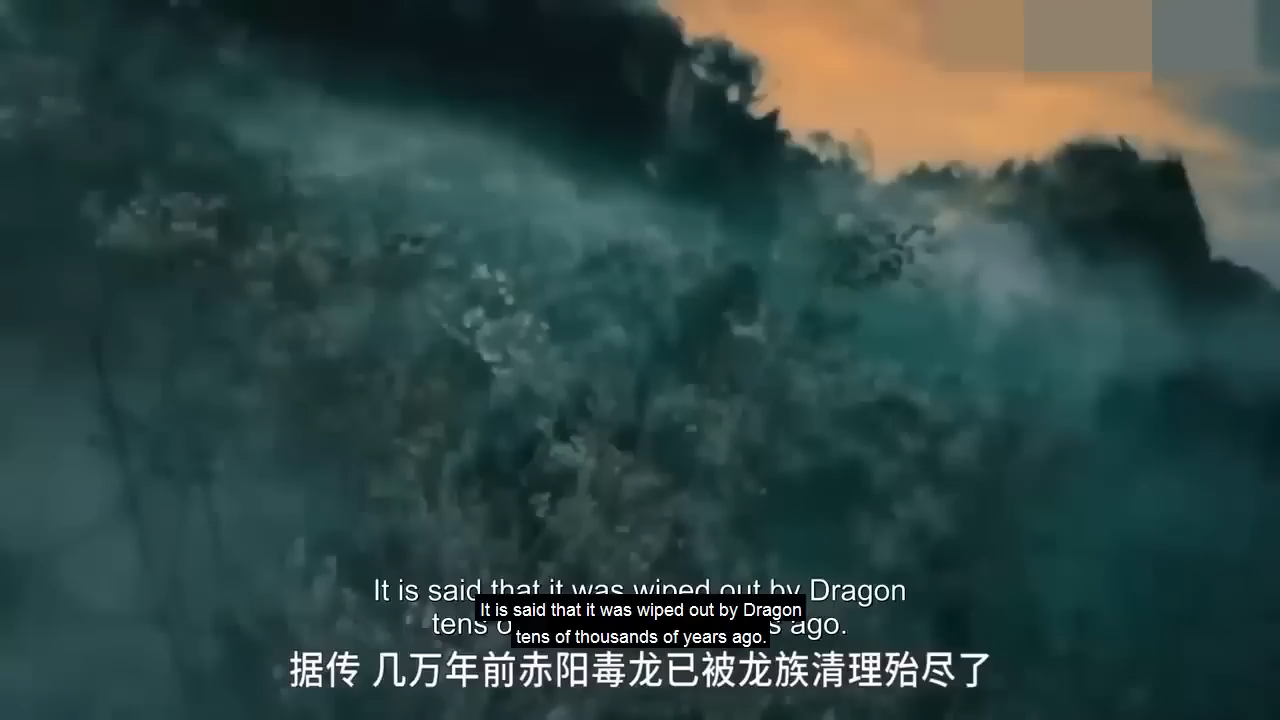 It is said that it was wiped out by Dragon
It is said that it was wiped out by Dragon
tens of thousands of years ago.
tens o s ago.
据传 几万年前赤阳毒龙已被龙族清理殆尽了